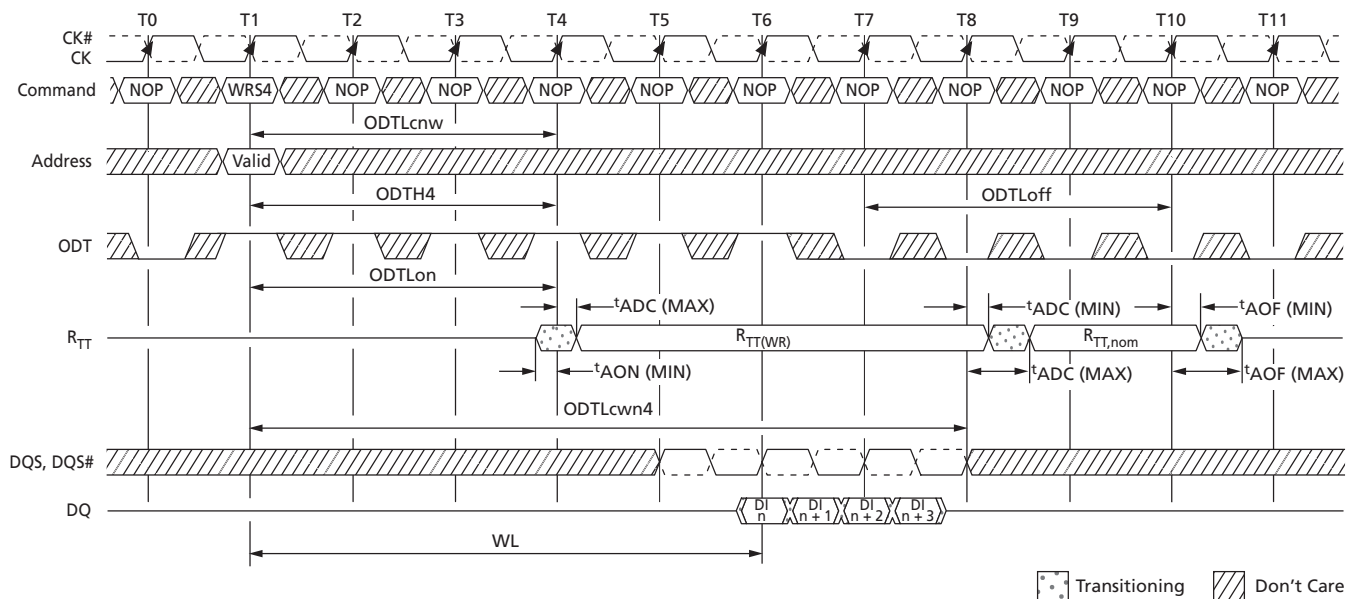 T0 T1 T2 T3 T4 T5 T6 T7 T8 T9 T10 T11
CK#
CK
Command NOP WRS4 NOP NOP NOP NOP NOP NOP NOP NOP NOP NOP
ODTLcnw
Address Valid
ODTH4 ODTLoff
ODT
ODTLon
tADC (MAX) tADC (MIN) tAOF (MIN)
RTT RTT(WR) RTT,nom
tAON (MIN) tADC (MAX) tAOF (MAX)
ODTLcwn4
DQS, DQS#
DQ DI n DI n + 1 DI n + 2 DI n + 3
WL
Transitioning Don't Care